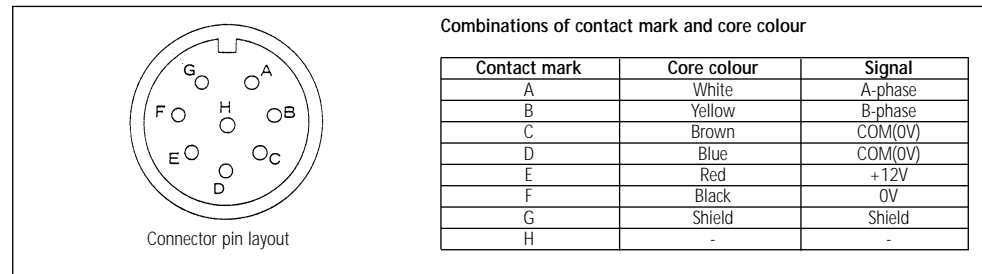 G A
F H B
E C
D
Connector pin layout
Combinations of contact mark and core colour
Contact mark Core colour Signal
A White A-phase
B Yellow B-phase
C Brown COM(0V)
D Blue COM(0V)
E Red +12V
F Black 0V
G Shield Shield
H - -